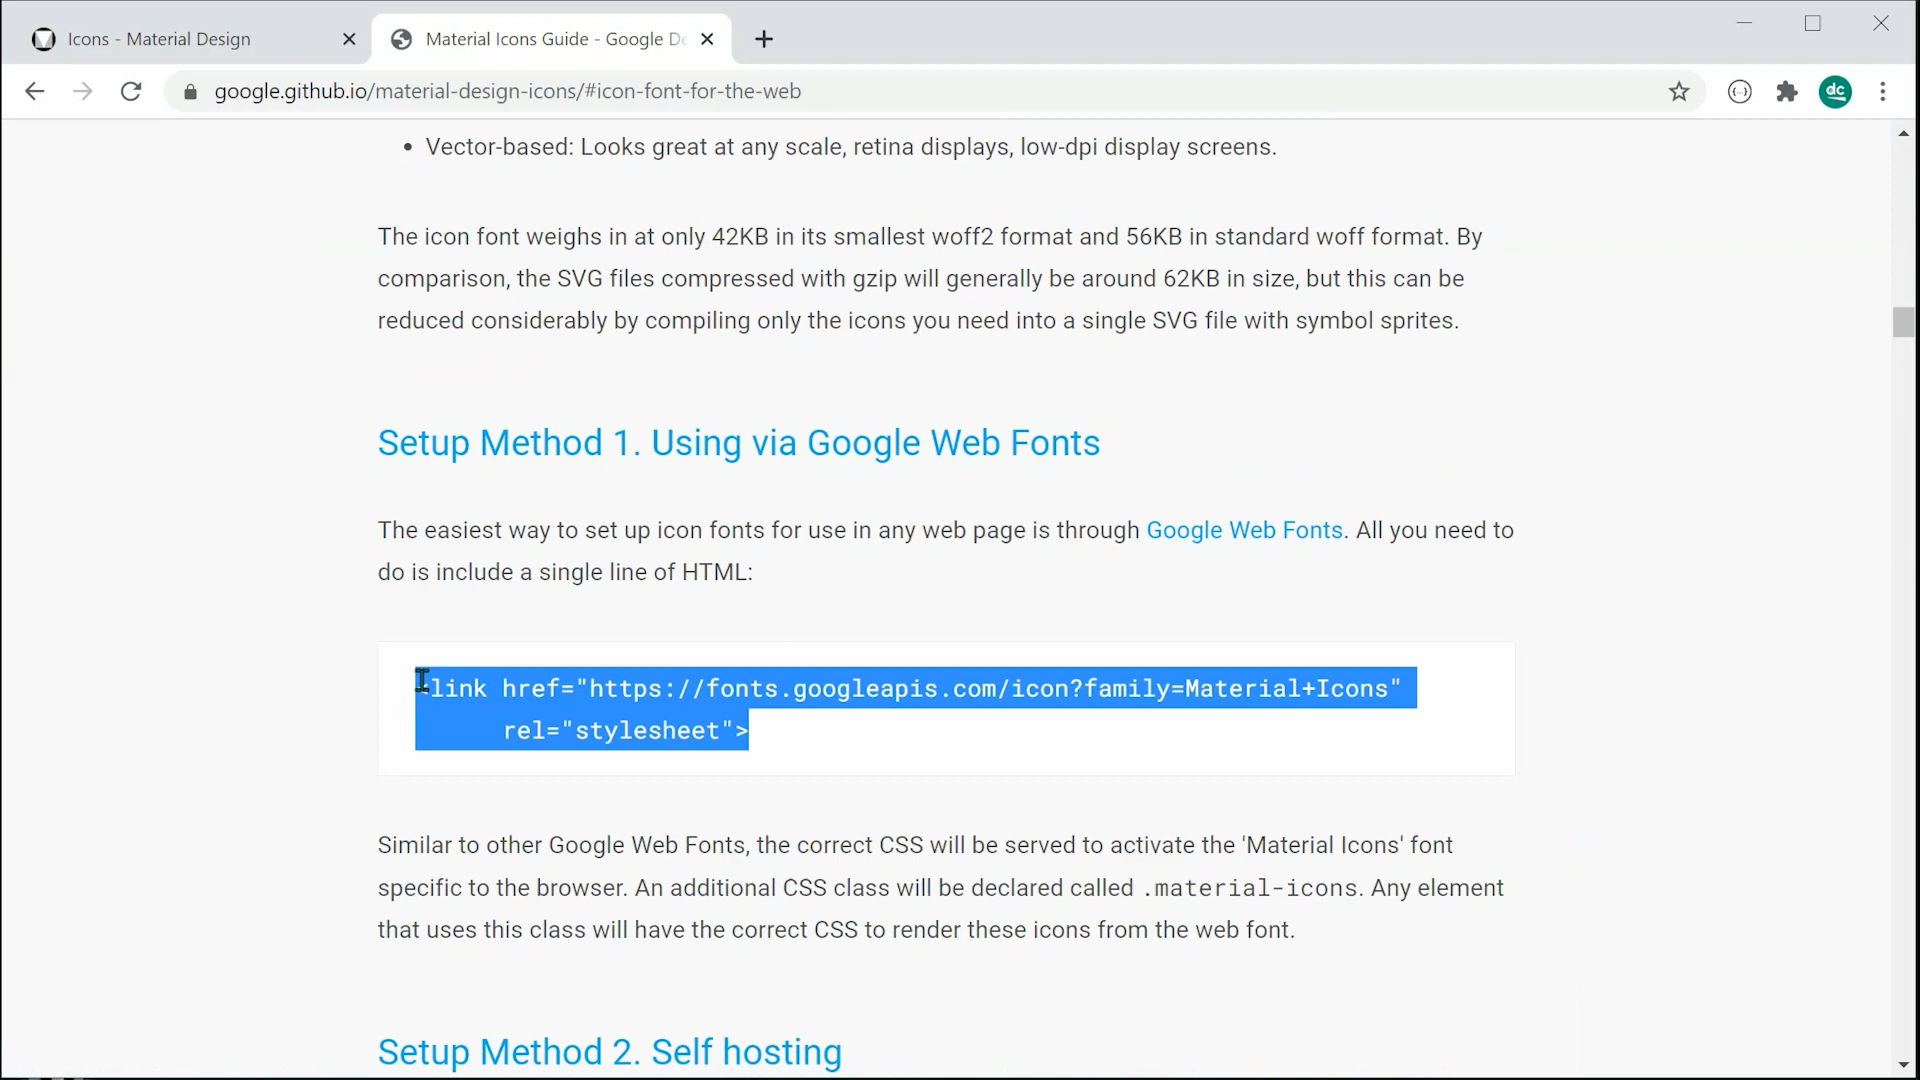 Icons - Material Design
Material Icons Guide - Google De
google.github.io/material-design-icons/#icon-font-for-the-web
dc
• Vector-based: Looks great at any scale, retina displays, low-dpi display screens.
The icon font weighs in at only 42KB in its smallest woff2 format and 56KB in standard woff format. By
comparison, the SVG files compressed with gzip will generally be around 62KB in size, but this can be
reduced considerably by compiling only the icons you need into a single SVG file with symbol sprites.
Setup Method 1. Using via Google Web Fonts
The easiest way to set up icon fonts for use in any web page is through Google Web Fonts. All you need to
do is include a single line of HTML:
<link href="https://fonts.googleapis.com/icon?family=Material+Icons"
rel="stylesheet">
Similar to other Google Web Fonts, the correct CSS will be served to activate the 'Material Icons' font
specific to the browser. An additional CSS class will be declared called .material-icons. Any element
that uses this class will have the correct CSS to render these icons from the web font.
Setup Method 2. Self hosting